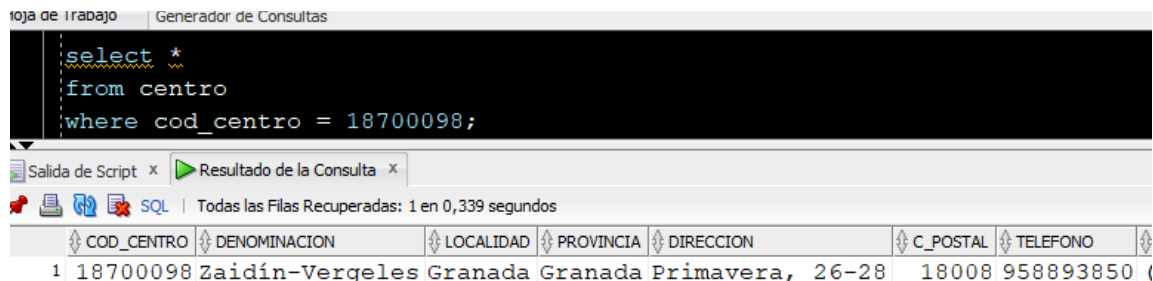 Hoja de Trabajo Generador de Consultas
select *
from centro
where cod_centro = 18700098;
Salida de Script x Resultado de la Consulta x
SQL | Todas las Filas Recuperadas: 1 en 0,339 segundos
COD_CENTRO DENOMINACION LOCALIDAD PROVINCIA DIRECCION C_POSTAL TELEFONO
1 18700098 Zaidín-Vergeles Granada Granada Primavera, 26-28 18008 958893850 (